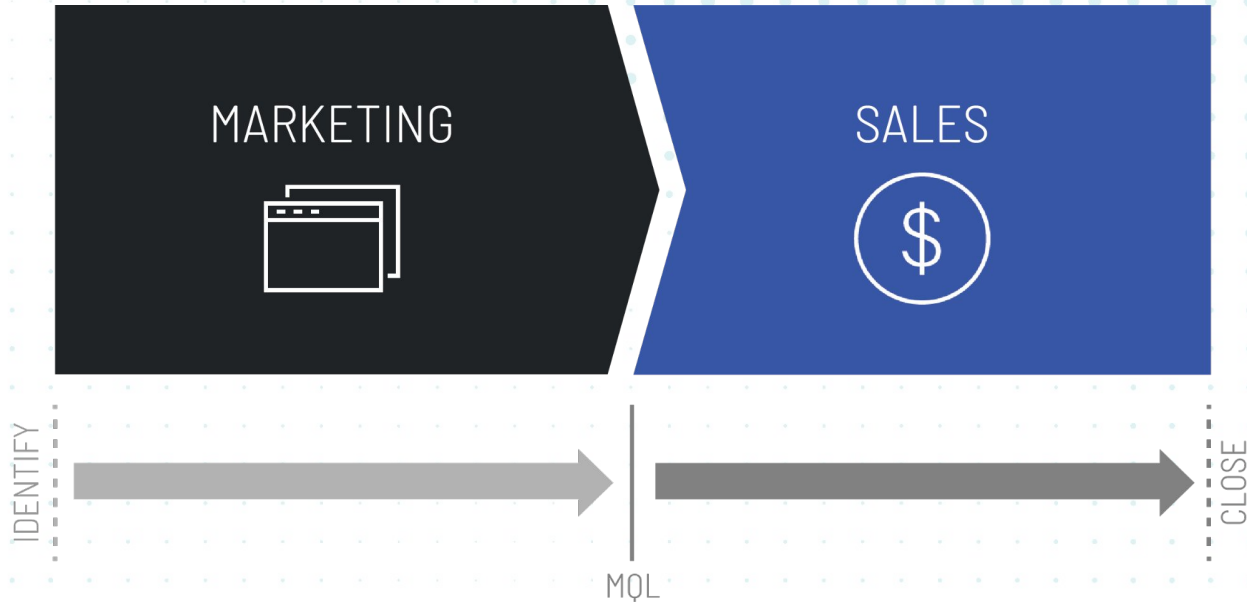 MARKETING
SALES
$
IDENTIFY
CLOSE
MQL